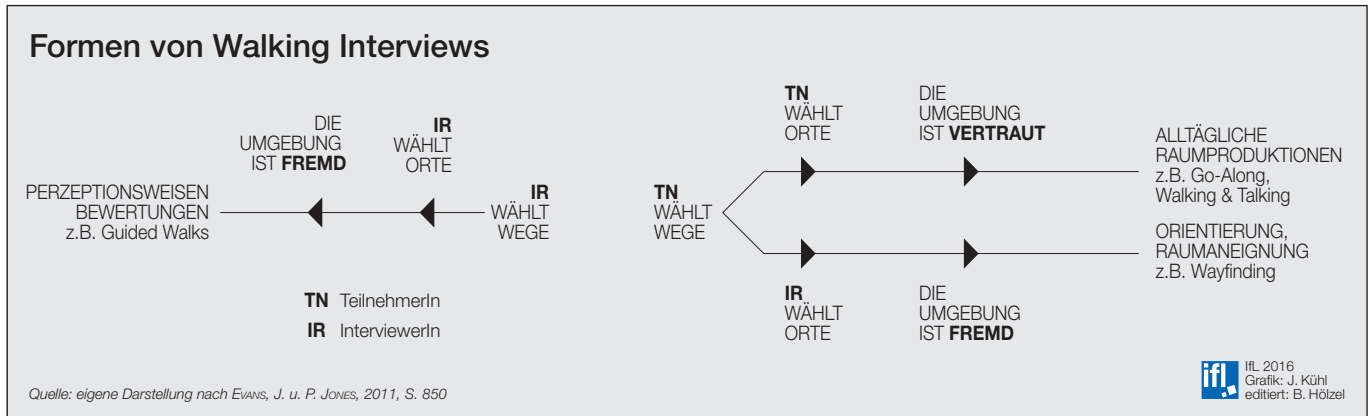 Formen von Walking Interviews
DIE
UMGEBUNG
IST FREMD
IR
WÄHLT
ORTE
PERZEPTIONSWEISEN
BEWERTUNGEN
z.B. Guided Walks
IR
WÄHLT
WEGE
TN
WÄHLT
WEGE
TN
WÄHLT
ORTE
DIE
UMGEBUNG
IST VERTRAUT
ALLTÄGLICHE
RAUMPRODUKTIONEN
z.B. Go-Along,
Walking & Talking
IR
WÄHLT
ORTE
DIE
UMGEBUNG
IST FREMD
ORIENTIERUNG,
RAUMANEIGNUNG
z.B. Wayfinding
TN TeilnehmerIn
IR InterviewerIn
Quelle: eigene Darstellung nach EVANS, J. u. P. JONES, 2011, S. 850
ifl
IfL 2016
Grafik: J. Kühl
editiert: B. Hölzel